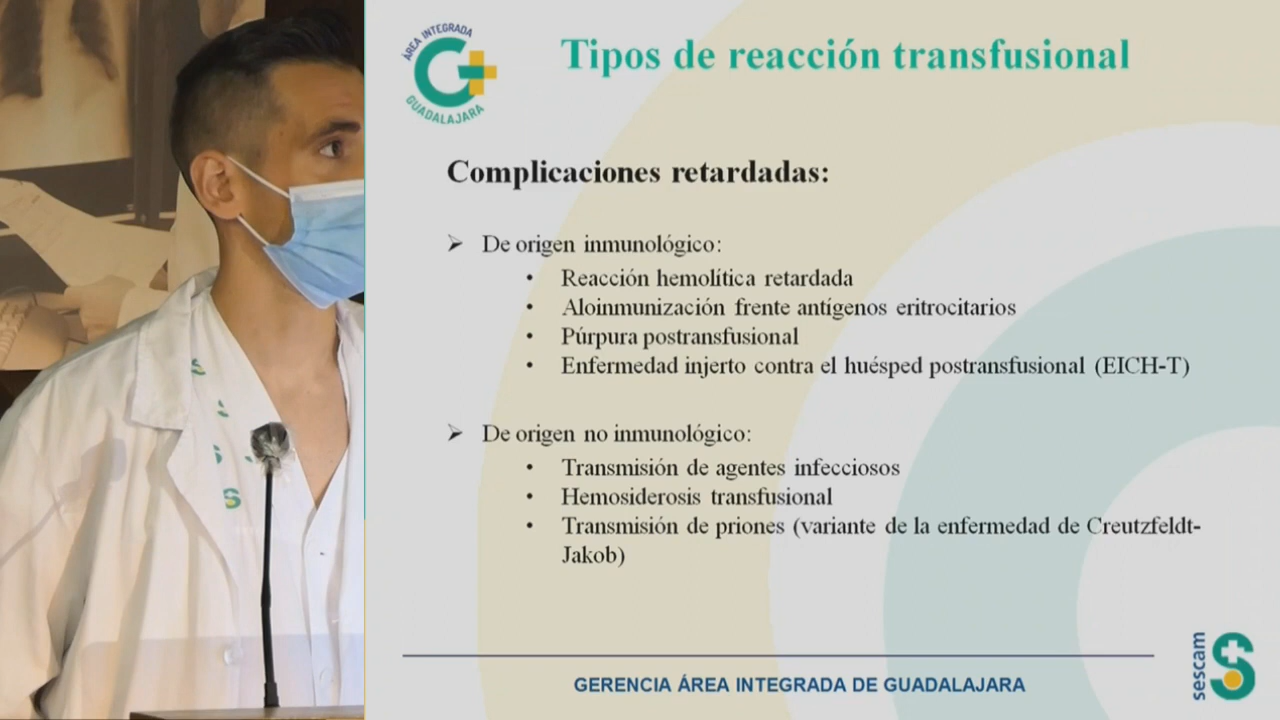 ÁREA INTEGRADA
GUADALAJARA
Tipos de reacción transfusional
Complicaciones retardadas:
➢ De origen inmunológico:
• Reacción hemolítica retardada
• Aloinmunización frente antígenos eritrocitarios
• Púrpura postransfusional
• Enfermedad injerto contra el huésped postransfusional (EICH-T)
➢ De origen no inmunológico:
• Transmisión de agentes infecciosos
• Hemosiderosis transfusional
• Transmisión de priones (variante de la enfermedad de Creutzfeldt-
Jakob)
GERENCIA ÁREA INTEGRADA DE GUADALAJARA
sescam